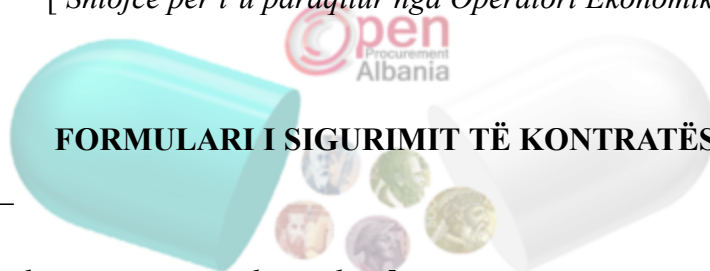 [ Shtojcë për t'u paraqitur nga Operatori Ekonomik
Open
Procurement
Albania
FORMULARI I SIGURIMIT TË KONTRATËS